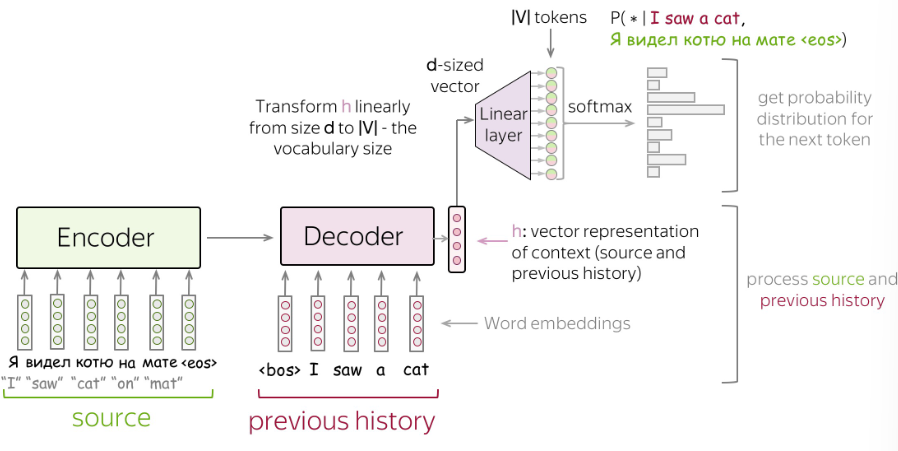 |V| tokens
P( * | I saw a cat,
Я видел котю на мате <eos>)
d-sized
vector
Transform h linearly
from size d to |V| - the
vocabulary size
Linear
layer
softmax
get probability
distribution for
the next token
Encoder
Decoder
h: vector representation
of context (source and
previous history)
process source and
previous history
Word embeddings
Я видел котю на мате <eos>
"I" "saw" "cat" "on" "mat"
<bos> I saw a cat
source
previous history